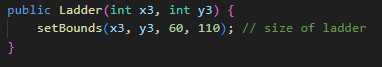 public Ladder(int x3, int y3) {
    setBounds(x3, y3, 60, 110); // size of ladder
}